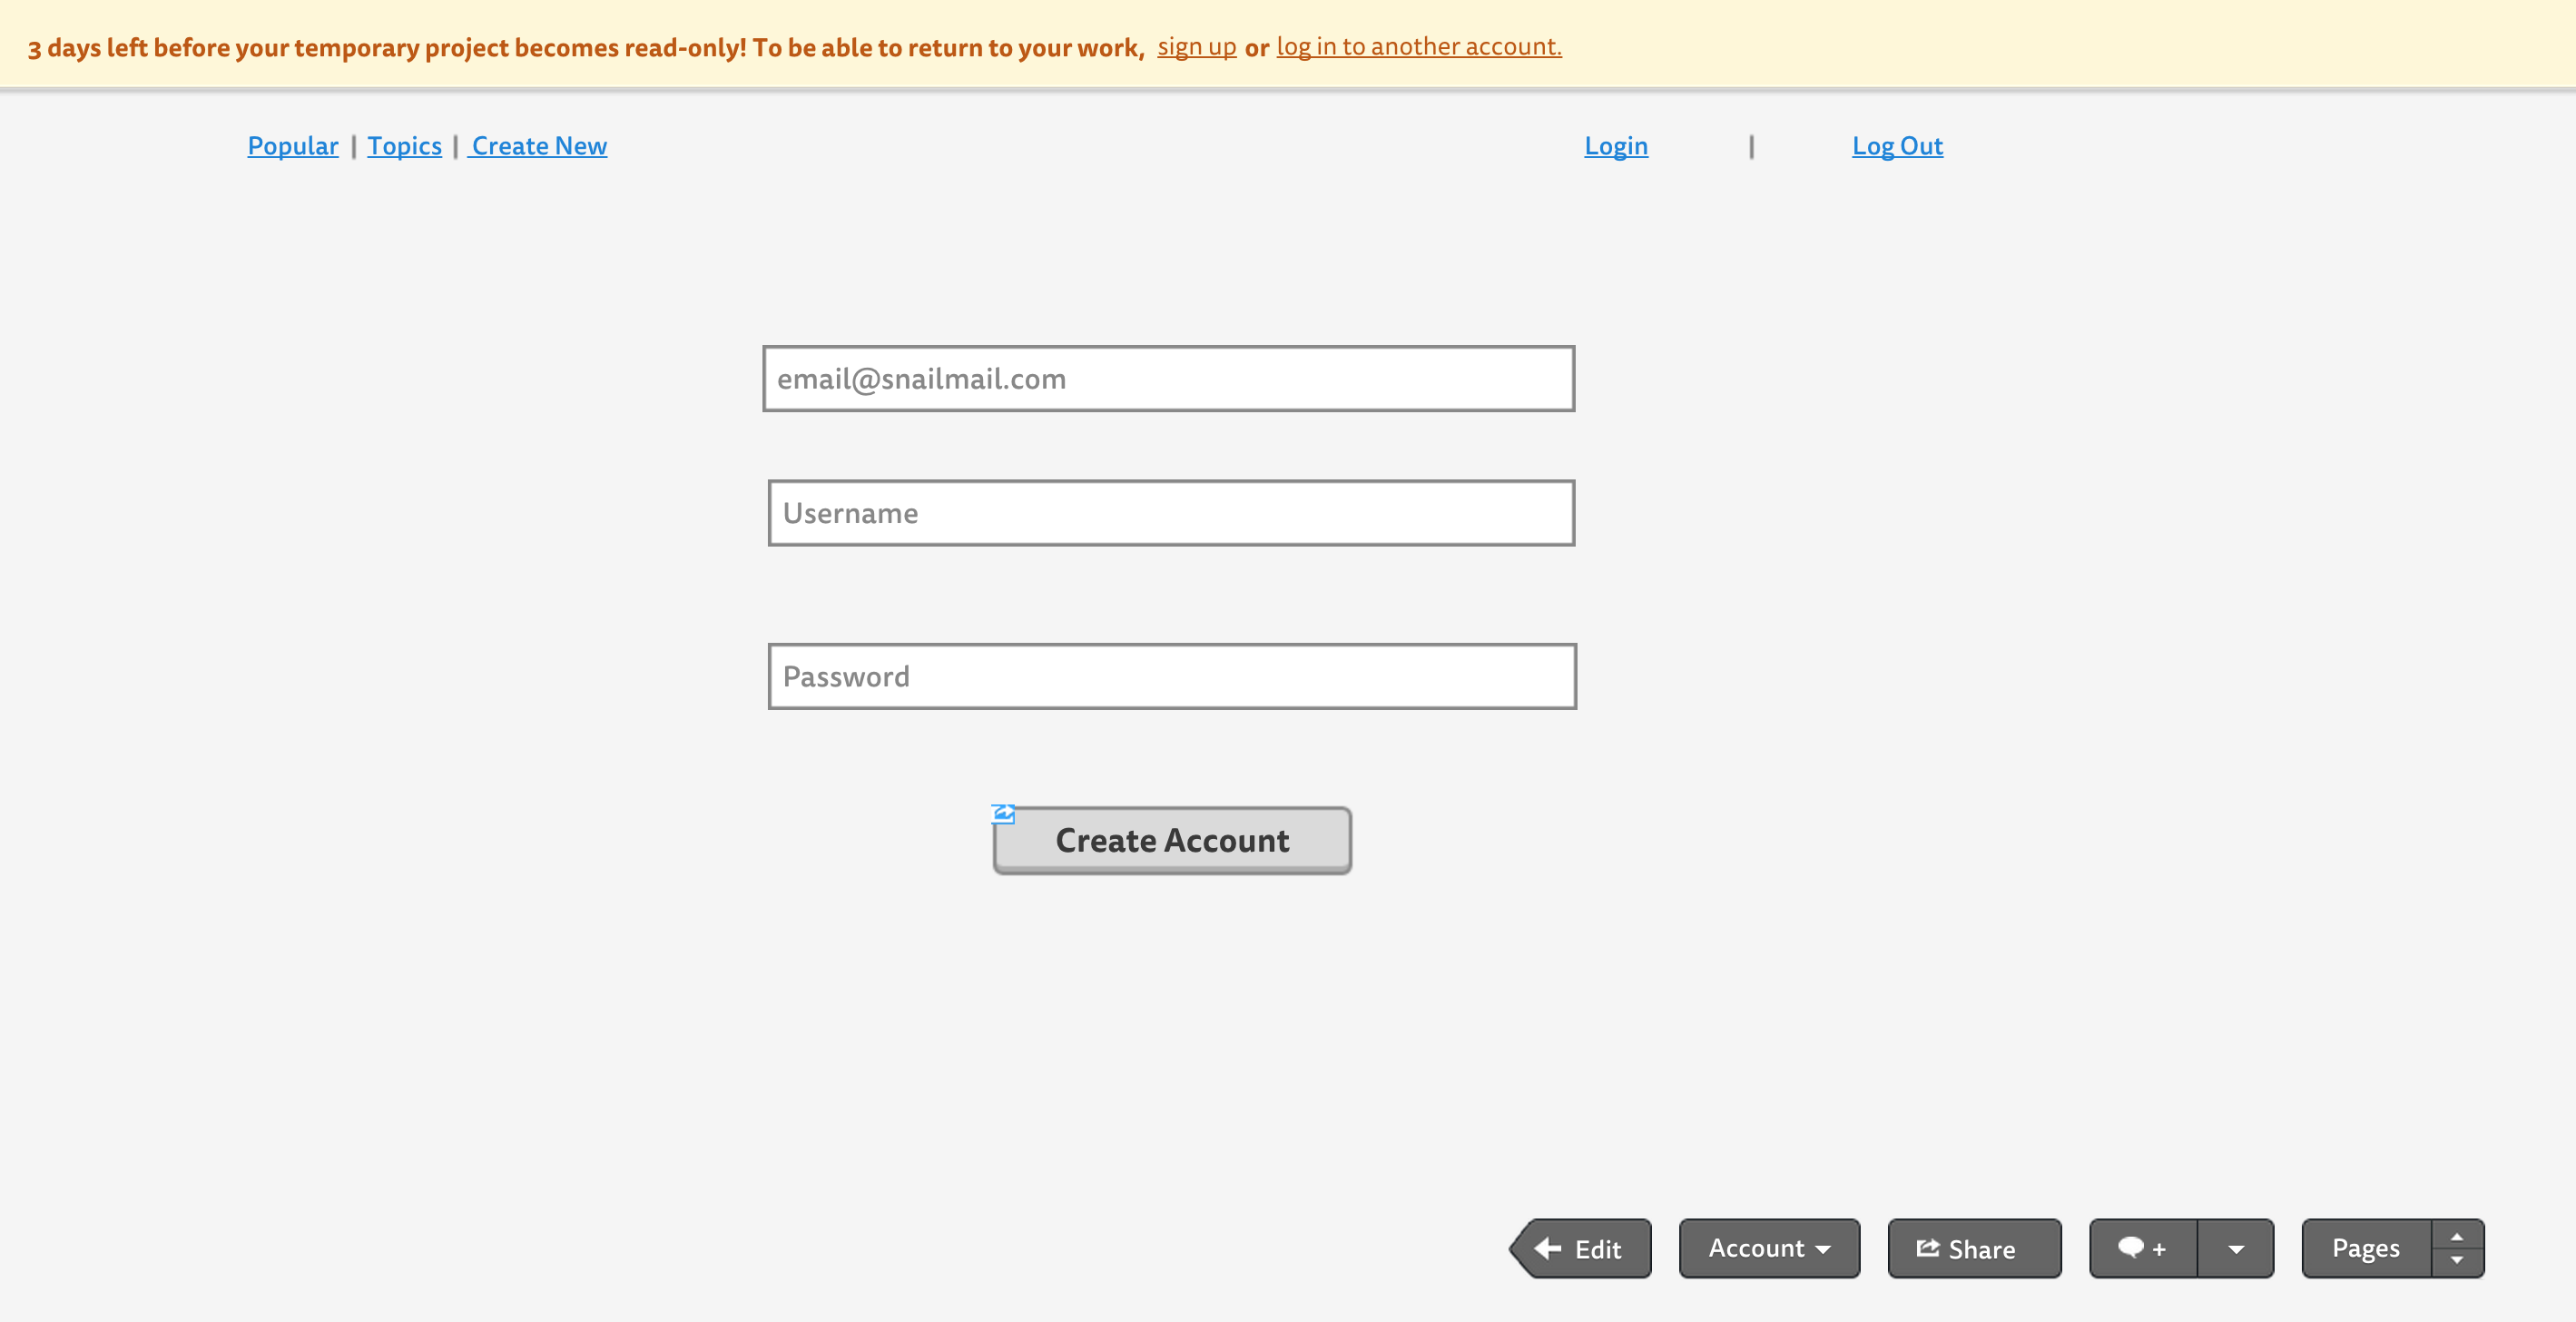 3 days left before your temporary project becomes read-only! To be able to return to your work, sign up or log in to another account.
Popular | Topics | Create New Login | Log Out
email@snailmail.com
Username
Password
Create Account
Edit Account Share + Pages